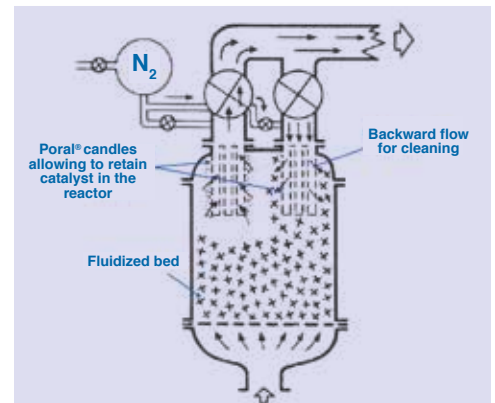 N₂
Poral® candles
allowing to retain
catalyst in the
reactor
Backward flow
for cleaning
Fluidized bed